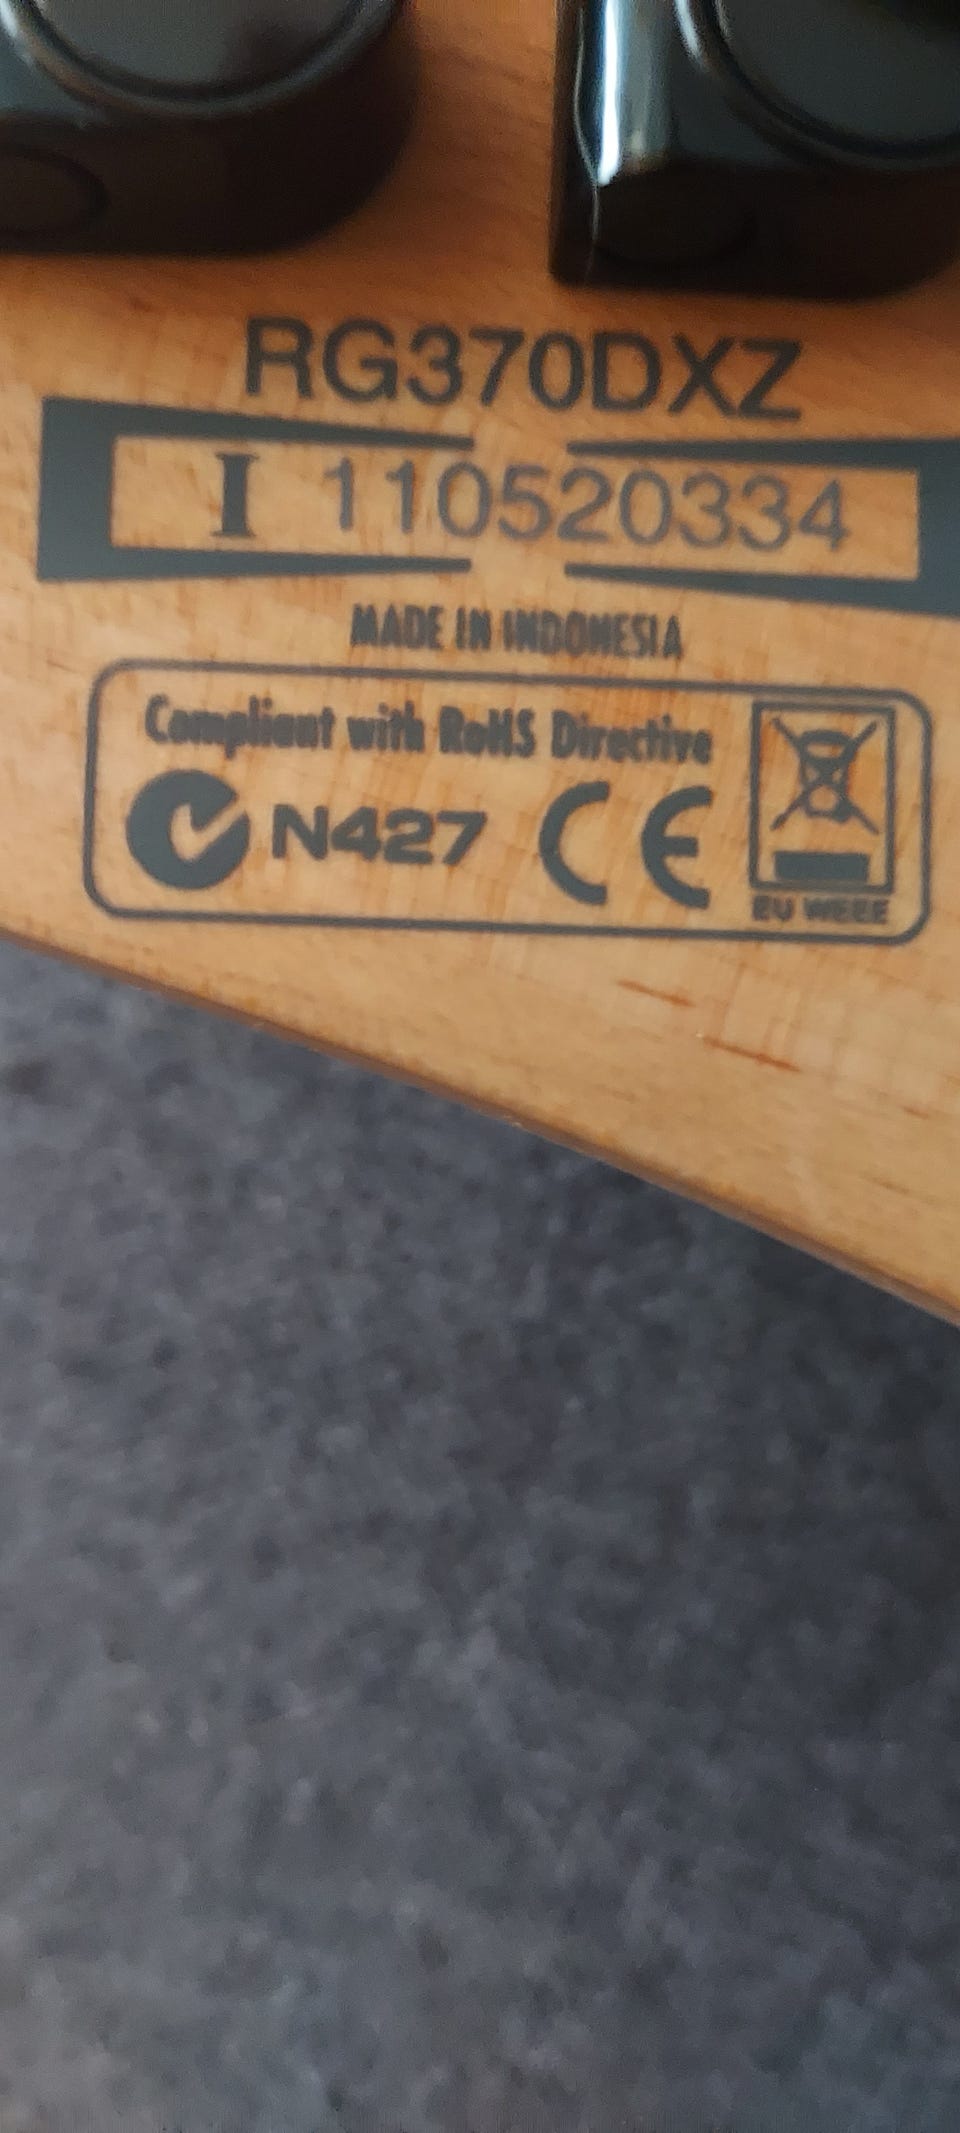 RG370DXZ
I 110520334
MADE IN INDONESIA
Compliant with RoHS Directive
N427 CE
EU WEEE